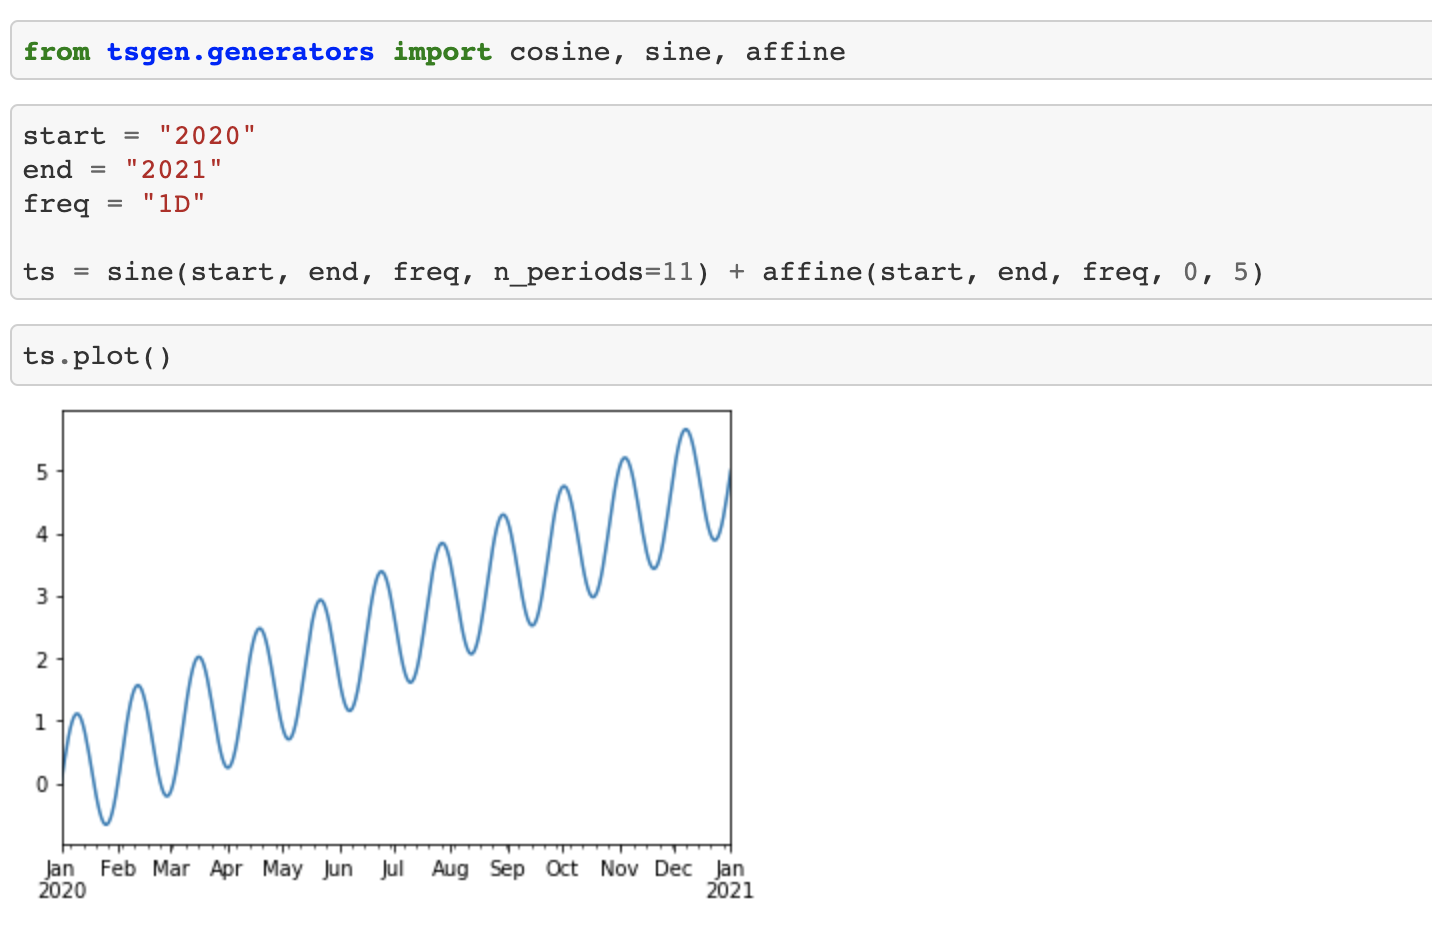 from tsgen.generators import cosine, sine, affine
start = "2020"
end = "2021"
freq = "1D"
ts = sine(start, end, freq, n_periods=11) + affine(start, end, freq, 0, 5)
ts.plot()
5
4
3
2
1
0
Jan Feb Mar Apr May Jun Jul Aug Sep Oct Nov Dec Jan
2020 2021